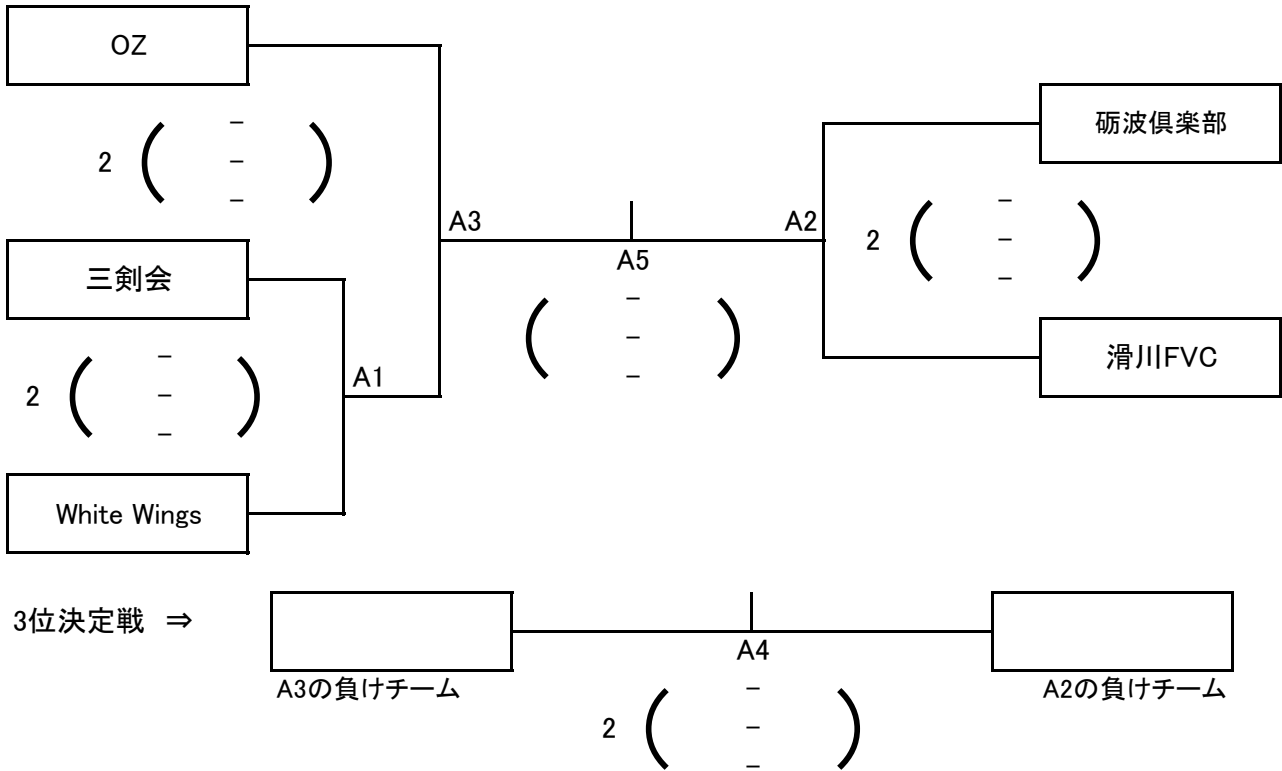 OZ
砺波倶楽部
2 ( - - - )
A3
A2
2 ( - - - )
A5
三剣会
( - - - )
滑川FVC
2 ( - - - )
A1
White Wings
3位決定戦 ⇒
A4
A3の負けチーム
A2の負けチーム
2 ( - - - )